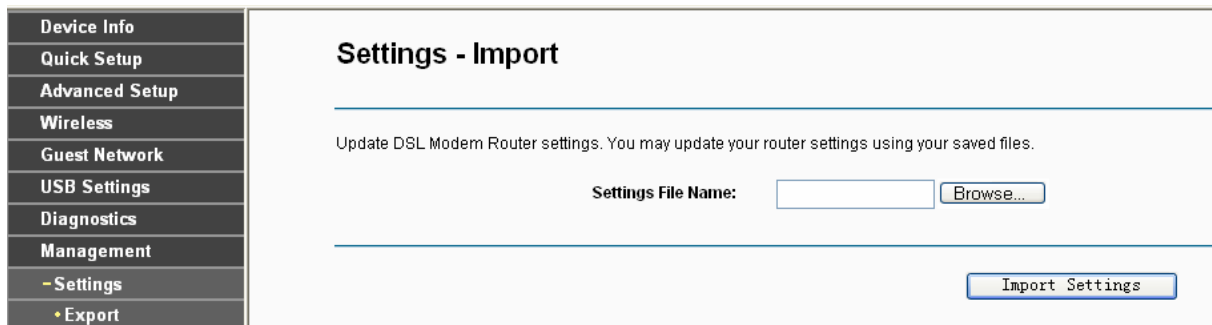 Device Info
Quick Setup
Advanced Setup
Wireless
Guest Network
USB Settings
Diagnostics
Management
Settings
Export
Settings - Import
Update DSL Modem Router settings. You may update your router settings using your saved files.
Settings File Name:
Browse...
Import Settings